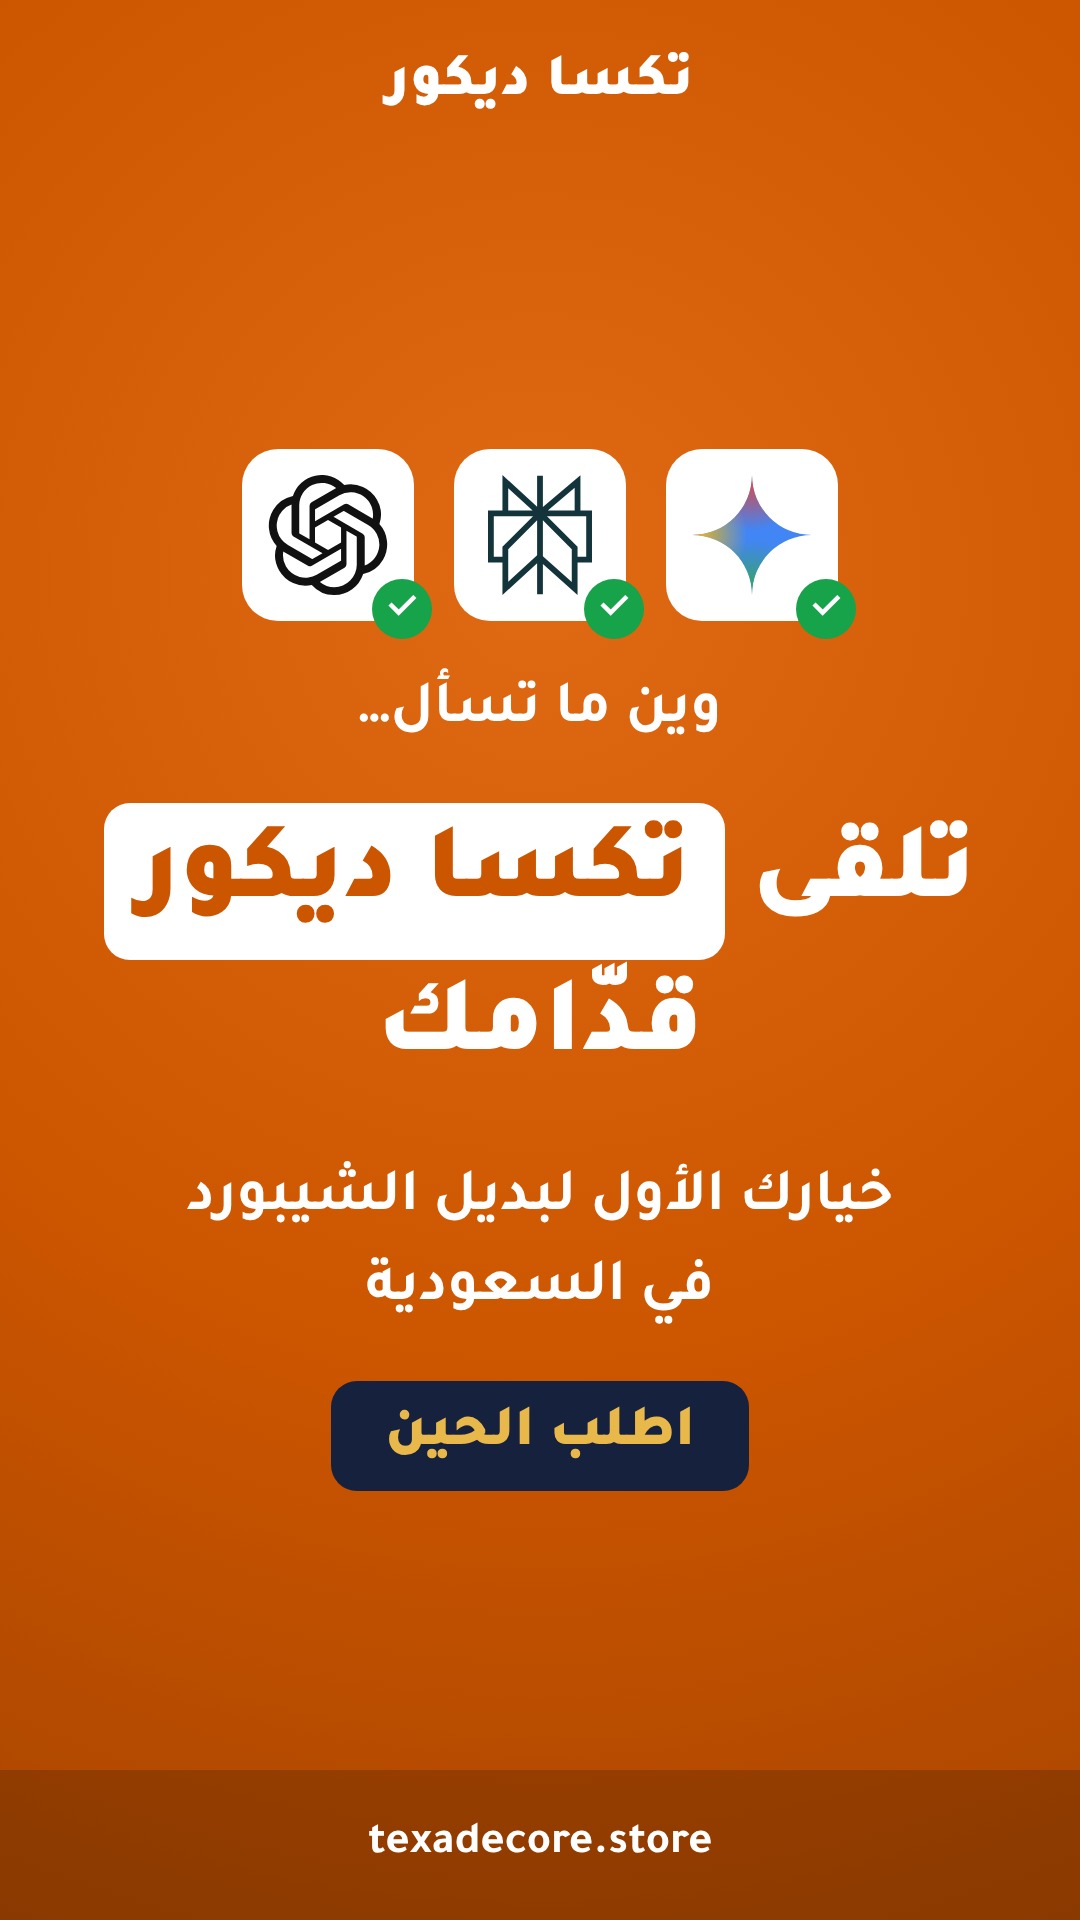 تكسا ديكور
وين ما تسأل...
تلقى تكسا ديكور
قدّامك
خيارك الأول لبديل الشيبورد
في السعودية
اطلب الحين
texadecore.store